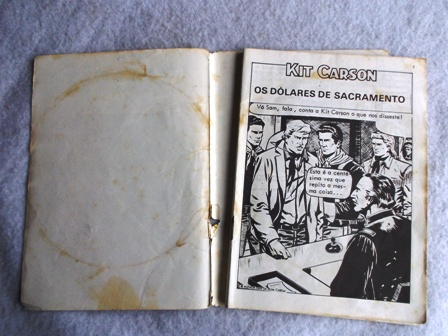 KIT CARSON
OS DÓLARES DE SACRAMENTO
Vá Sam, fala, conta a Kit Carson o que nos disseste!
Esta é a centé
sima vez que
repito a mes-
ma coisa...